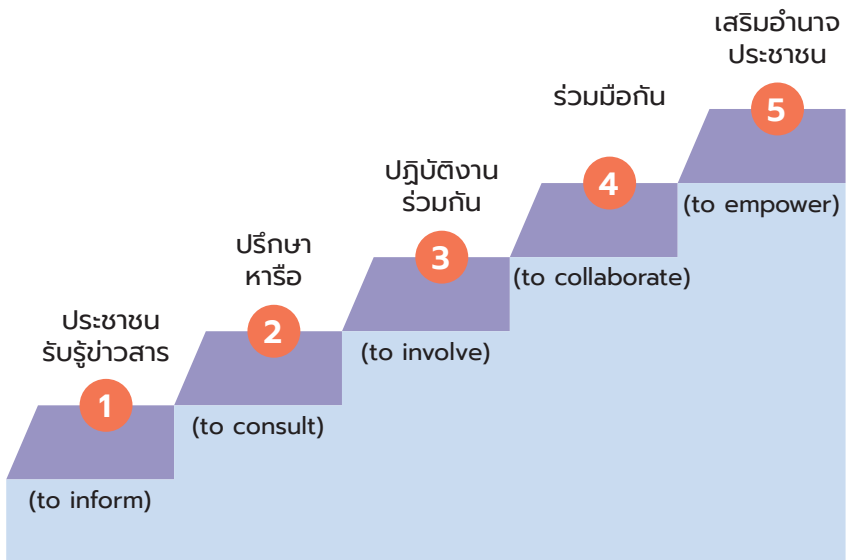 ประชาชน
รับรู้ข่าวสาร
1
(to inform)
ปรึกษา
หารือ
2
(to consult)
ปฏิบัติงาน
ร่วมกัน
3
(to involve)
ร่วมมือกัน
4
(to collaborate)
เสริมอำนาจ
ประชาชน
5
(to empower)